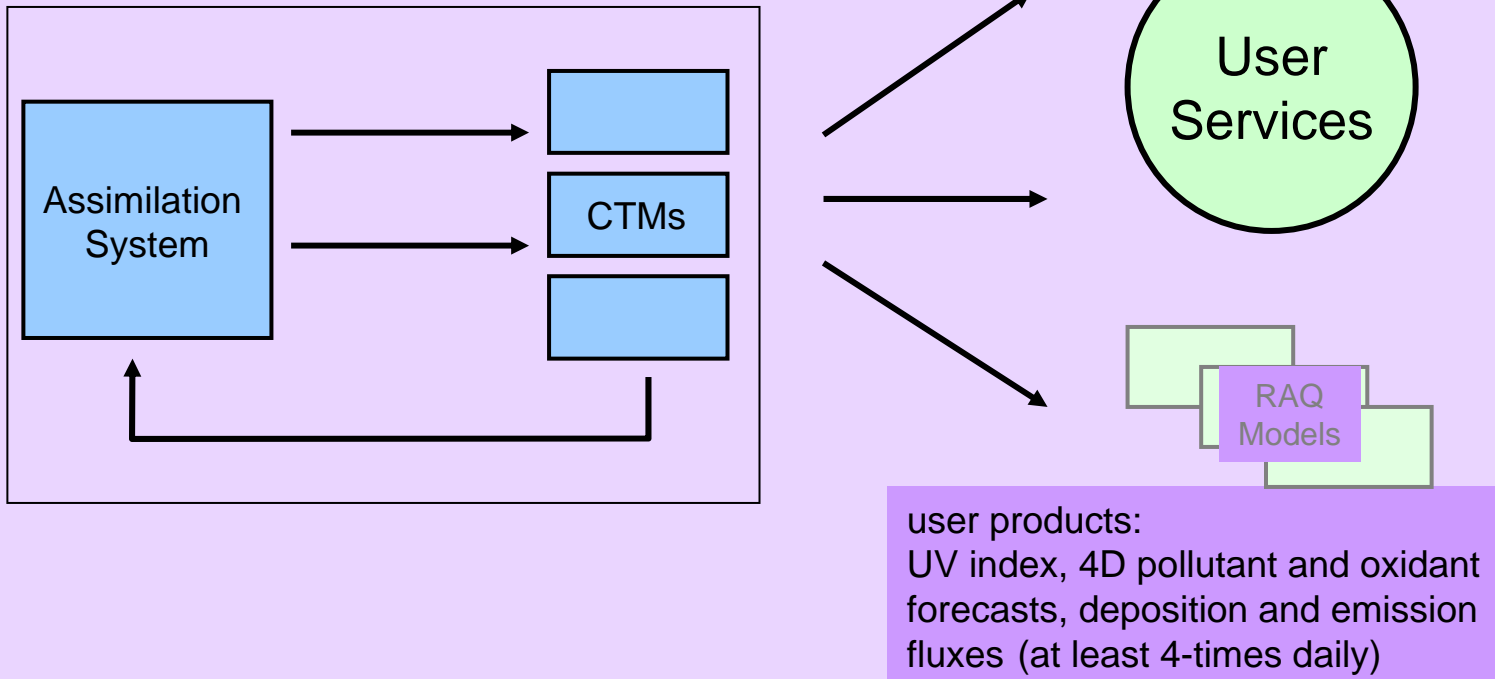 User
Services
Assimilation
System
CTMs
RAQ
Models
user products:
UV index, 4D pollutant and oxidant
forecasts, deposition and emission
fluxes (at least 4-times daily)